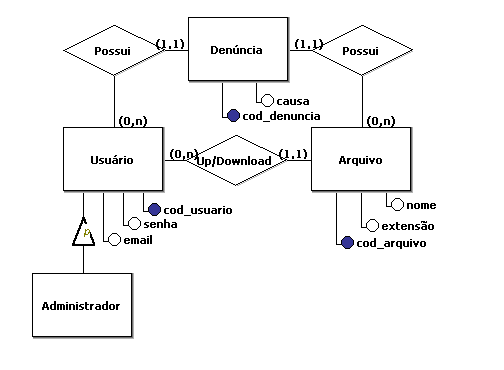 Possui
(1,1)
Denúncia
(1,1)
Possui
causa
cod_denuncia
(0,n)
(0,n)
Usuário
(0,n)
Up/Download
(1,1)
Arquivo
cod_usuario
senha
email
nome
extensão
cod_arquivo
p
Administrador